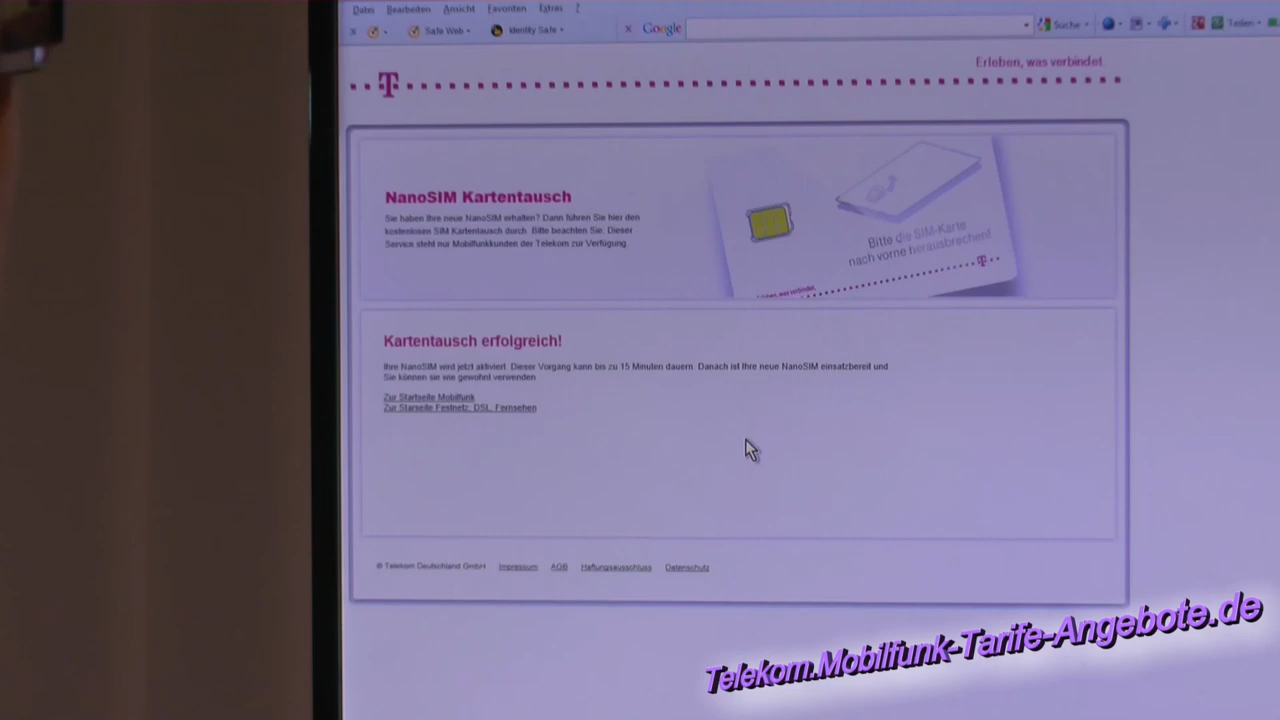 Datei Bearbeiten Ansicht Favoriten Extras ?
x Safe Web Identity Safe x Google Suche Teilen
Erleben, was verbindet.
T
NanoSIM Kartentausch
Sie haben Ihre neue NanoSIM erhalten? Dann führen Sie hier den
kostenlosen SIM Kartentausch durch. Bitte beachten Sie: Dieser
Service steht nur Mobilfunkkunden der Telekom zur Verfügung.
Bitte die SIM-Karte
nach vorne herausbrechen!
Erleben, was verbindet.
T
Kartentausch erfolgreich!
Ihre NanoSIM wird jetzt aktiviert. Dieser Vorgang kann bis zu 15 Minuten dauern. Danach ist Ihre neue NanoSIM einsatzbereit und
Sie können sie wie gewohnt verwenden
Zur Startseite Mobilfunk
Zur Starseite Festnetz, DSL, Fernsehen
© Telekom Deutschland GmbH Impressum AGB Haftungsausschluss Datenschutz
Telekom.Mobilfunk-Tarife-Angebote.de